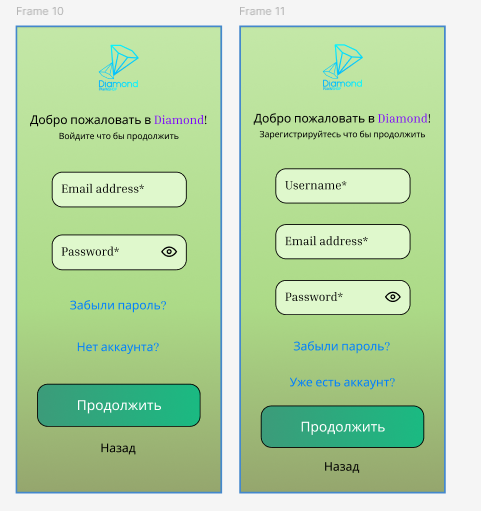 Frame 10
Diamond
Добро пожаловать в Diamond!
Войдите что бы продолжить
Email address*
Password*
Забыли пароль?
Нет аккаунта?
Продолжить
Назад
Frame 11
Diamond
Добро пожаловать в Diamond!
Зарегистрируйтесь что бы продолжить
Username*
Email address*
Password*
Забыли пароль?
Уже есть аккаунт?
Продолжить
Назад